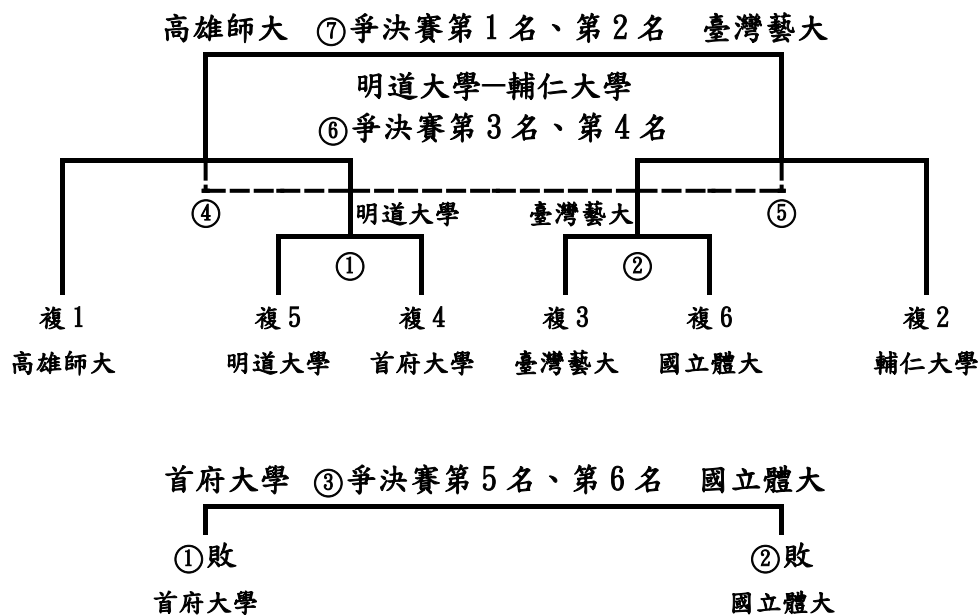 高雄師大 ⑦爭決賽第1名、第2名 臺灣藝大
明道大學—輔仁大學
⑥爭決賽第3名、第4名
④ 明道大學 臺灣藝大 ⑤
① ②
複1 複5 複4 複3 複6 複2
高雄師大 明道大學 首府大學 臺灣藝大 國立體大 輔仁大學
首府大學 ③爭決賽第5名、第6名 國立體大
①敗 ②敗
首府大學 國立體大